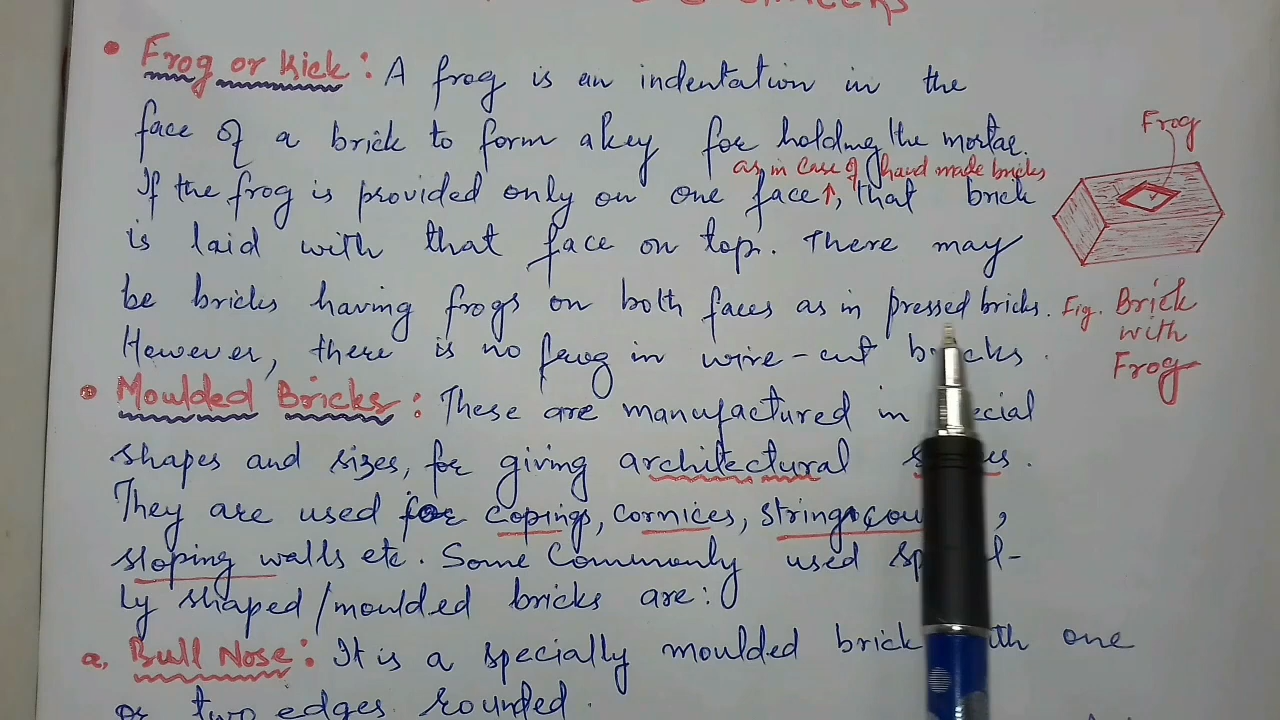 • Frog or Kick : A frog is an indentation in the
face of a brick to form a key for holding the mortar.
as in case of hand made bricks
If the frog is provided only on one face↑, that brick
is laid with that face on top. There may
be bricks having frogs on both faces as in pressed bricks.
However, there is no frog in wire-cut bricks.
Frog
Fig. Brick
with
Frog
• Moulded Bricks : These are manufactured in
shapes and sizes, for giving architectural
They are used for copings, cornices, string
sloping walls etc. Some Commonly used
ly shaped/moulded bricks are:
a, Bull Nose : It is a specially moulded brick with one
or two edges rounded.